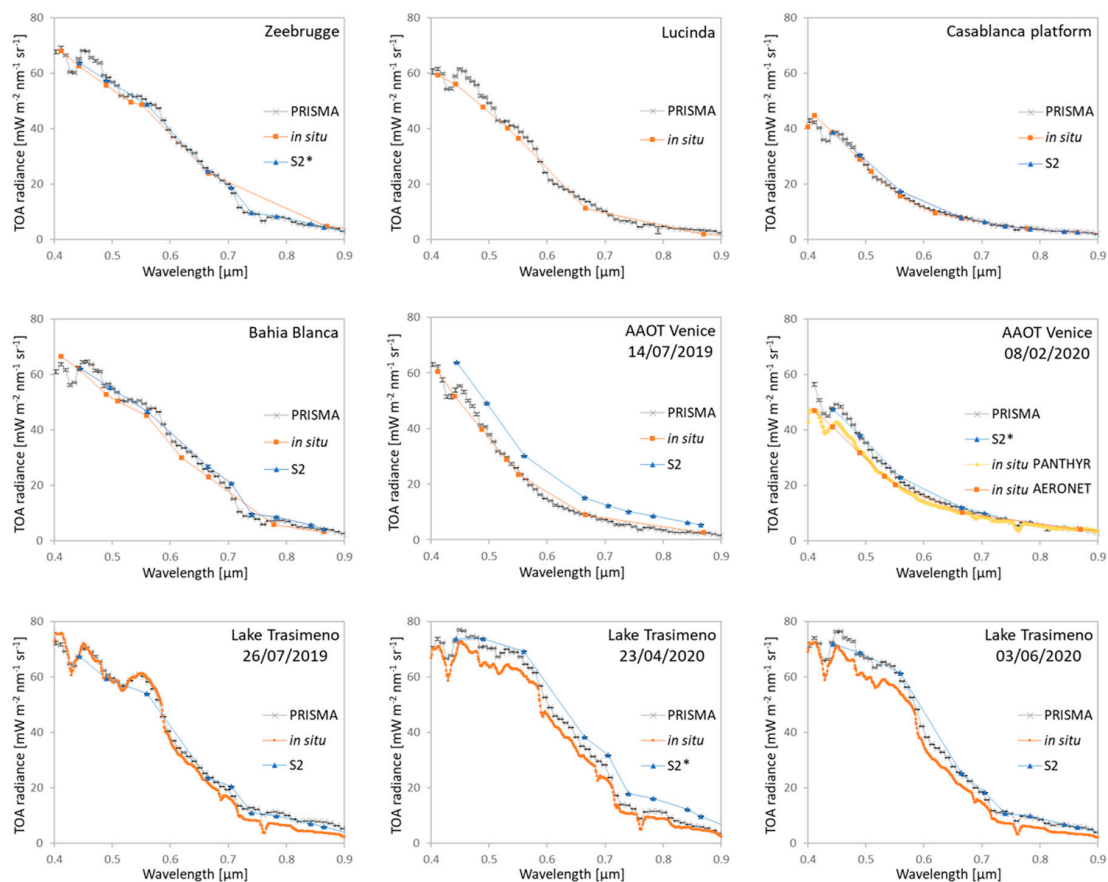 Zeebrugge
TOA radiance [mW m⁻² nm⁻¹ sr⁻¹]
80
60
40
20
0
PRISMA
in situ
S2*
0.4 0.5 0.6 0.7 0.8 0.9
Wavelength [µm]
Lucinda
TOA radiance [mW m⁻² nm⁻¹ sr⁻¹]
80
60
40
20
0
PRISMA
in situ
0.4 0.5 0.6 0.7 0.8 0.9
Wavelength [µm]
Casablanca platform
TOA radiance [mW m⁻² nm⁻¹ sr⁻¹]
80
60
40
20
0
PRISMA
in situ
S2
0.4 0.5 0.6 0.7 0.8 0.9
Wavelength [µm]
Bahia Blanca
TOA radiance [mW m⁻² nm⁻¹ sr⁻¹]
80
60
40
20
0
PRISMA
in situ
S2
0.4 0.5 0.6 0.7 0.8 0.9
Wavelength [µm]
AAOT Venice
14/07/2019
TOA radiance [mW m⁻² nm⁻¹ sr⁻¹]
80
60
40
20
0
PRISMA
in situ
S2
0.4 0.5 0.6 0.7 0.8 0.9
Wavelength [µm]
AAOT Venice
08/02/2020
TOA radiance [mW m⁻² nm⁻¹ sr⁻¹]
80
60
40
20
0
PRISMA
S2*
in situ PANTHYR
in situ AERONET
0.4 0.5 0.6 0.7 0.8 0.9
Wavelength [µm]
Lake Trasimeno
26/07/2019
TOA radiance [mW m⁻² nm⁻¹ sr⁻¹]
80
60
40
20
0
PRISMA
in situ
S2
0.4 0.5 0.6 0.7 0.8 0.9
Wavelength [µm]
Lake Trasimeno
23/04/2020
TOA radiance [mW m⁻² nm⁻¹ sr⁻¹]
80
60
40
20
0
PRISMA
in situ
S2*
0.4 0.5 0.6 0.7 0.8 0.9
Wavelength [µm]
Lake Trasimeno
03/06/2020
TOA radiance [mW m⁻² nm⁻¹ sr⁻¹]
80
60
40
20
0
PRISMA
in situ
S2
0.4 0.5 0.6 0.7 0.8 0.9
Wavelength [µm]